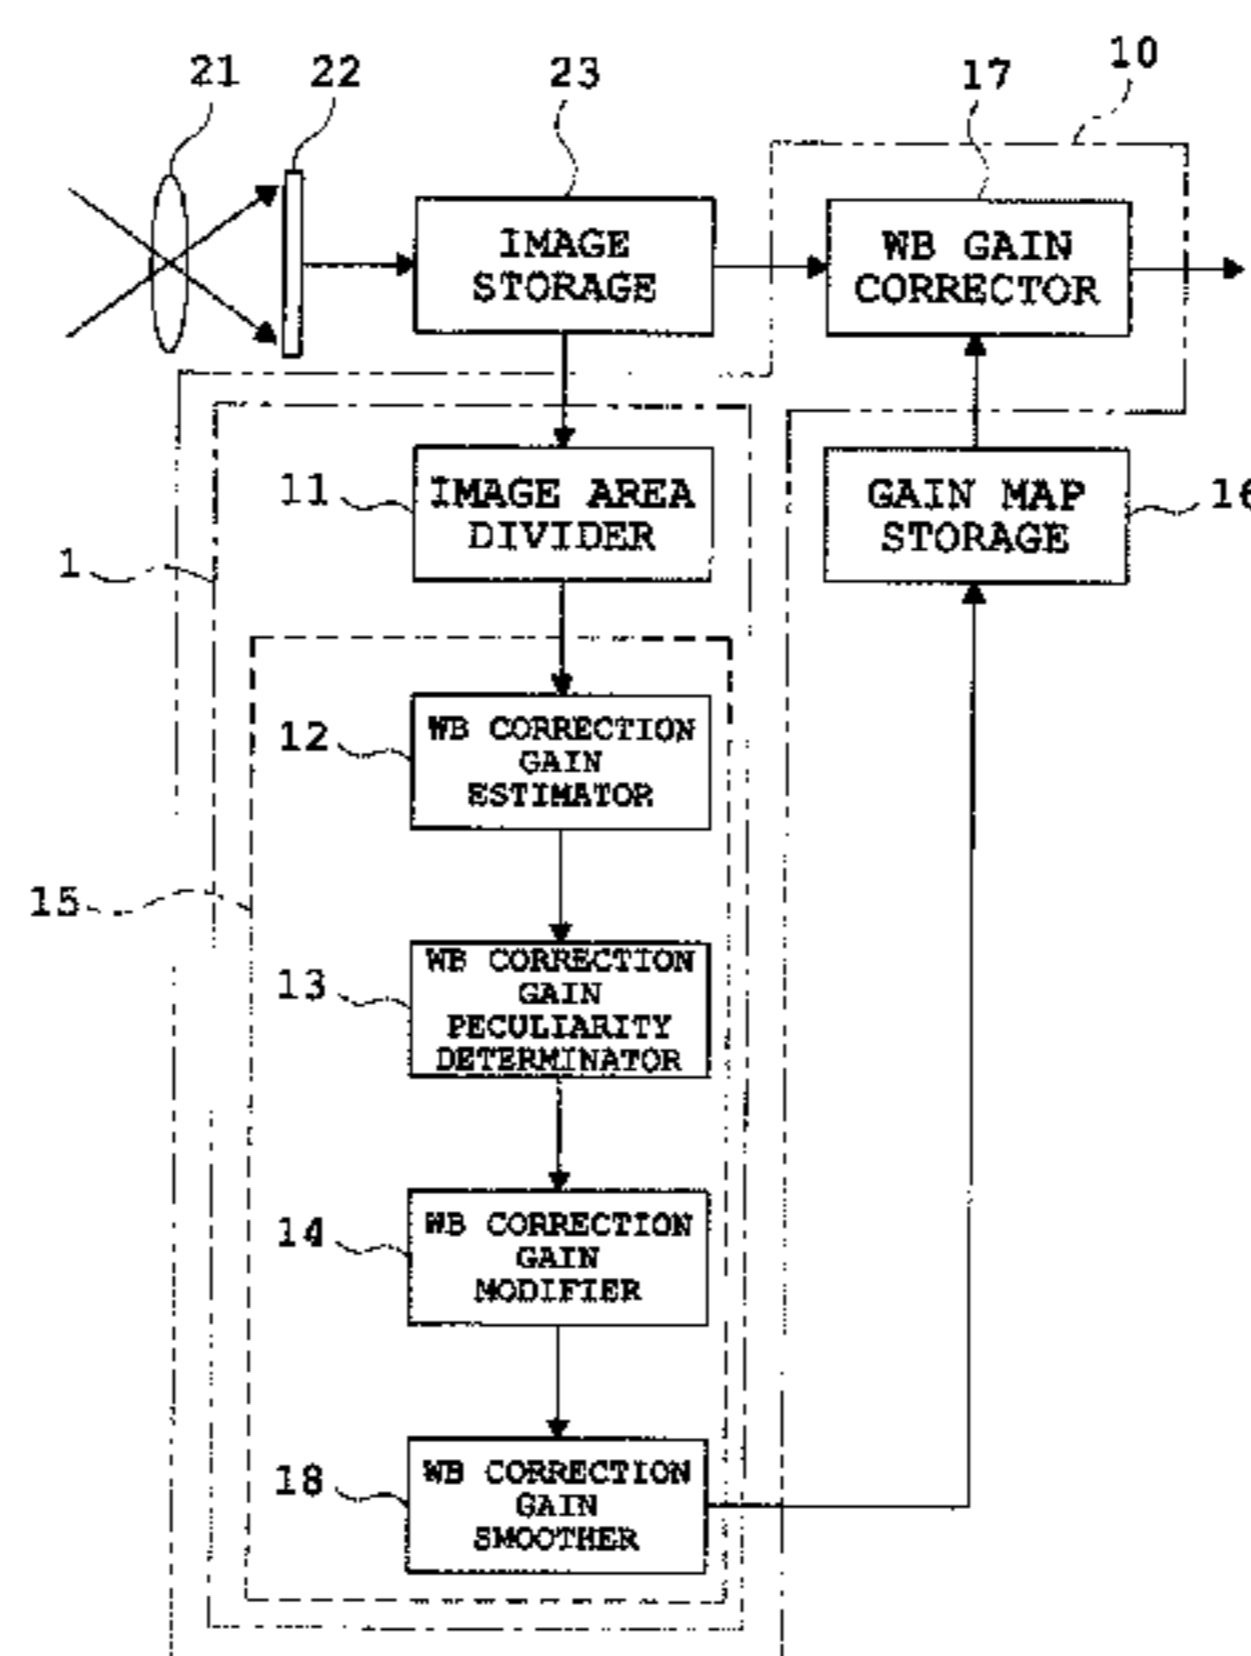 21
22
23
17
10
IMAGE
STORAGE
WB GAIN
CORRECTOR
11
IMAGE AREA
DIVIDER
GAIN MAP
STORAGE
16
1
12
WB CORRECTION
GAIN
ESTIMATOR
15
13
WB CORRECTION
GAIN
PECULIARITY
DETERMINATOR
14
WB CORRECTION
GAIN
MODIFIER
18
WB CORRECTION
GAIN
SMOOTHER